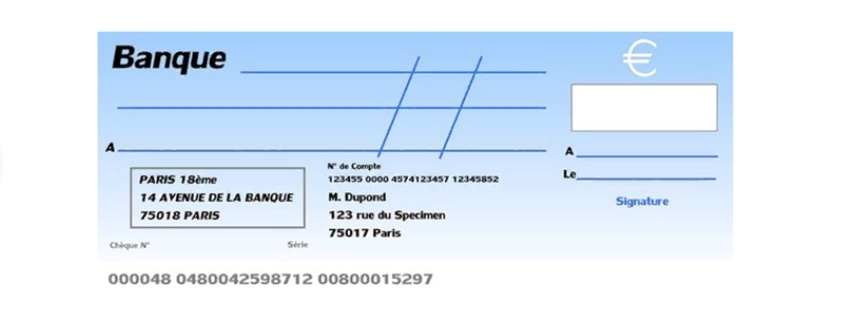 Banque
€
A
A
Le
Signature
PARIS 18ème
14 AVENUE DE LA BANQUE
75018 PARIS
N° de Compte
123455 0000 4574123457 12345852
M. Dupond
123 rue du Specimen
75017 Paris
Chèque N° Série
000048 0480042598712 00800015297